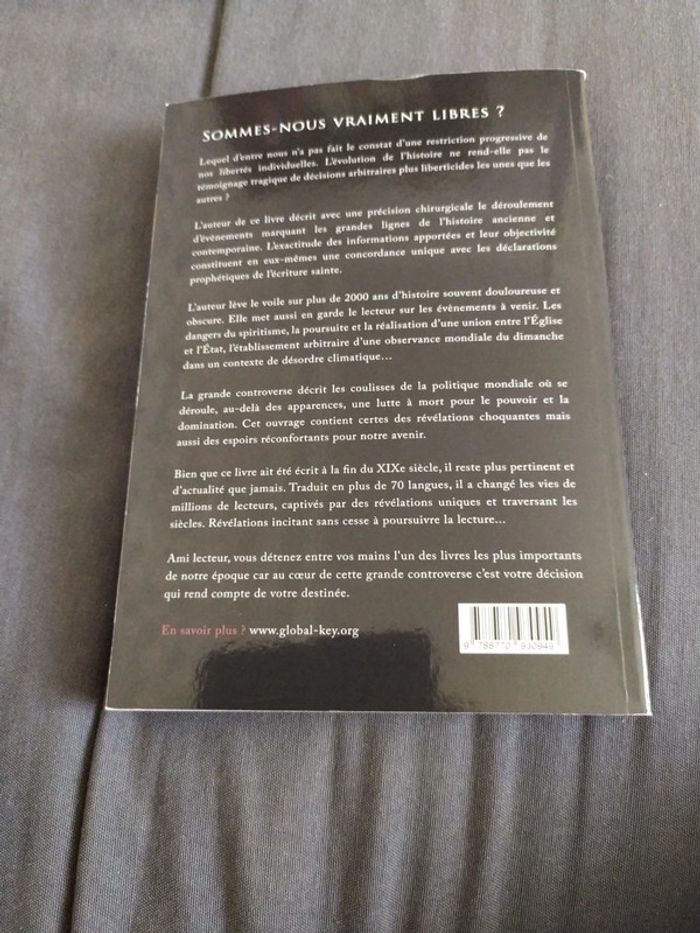 SOMMES-NOUS VRAIMENT LIBRES ?
Lequel d'entre nous n'a pas fait le constat d'une restriction progressive de
nos libertés individuelles. L'évolution de l'histoire ne rend-elle pas le
témoignage tragique de décisions arbitraires plus liberticides les unes que les
autres ?
L'auteur de ce livre décrit avec une précision chirurgicale le déroulement
d'évènements marquant les grandes lignes de l'histoire ancienne et
contemporaine. L'exactitude des informations apportées et leur objectivité
constituent en eux-mêmes une concordance unique avec les déclarations
prophétiques de l'écriture sainte.
L'auteur lève le voile sur plus de 2000 ans d'histoire souvent douloureuse et
obscure. Elle met aussi en garde le lecteur sur les évènements à venir. Les
dangers du spiritisme, la poursuite et la réalisation d'une union entre l'Église
et l'État, l'établissement arbitraire d'une observance mondiale du dimanche
dans un contexte de désordre climatique...
La grande controverse décrit les coulisses de la politique mondiale où se
déroule, au-delà des apparences, une lutte à mort pour le pouvoir et la
domination. Cet ouvrage contient certes des révélations choquantes mais
aussi des espoirs réconfortants pour notre avenir.
Bien que ce livre ait été écrit à la fin du XIXe siècle, il reste plus pertinent et
d'actualité que jamais. Traduit en plus de 70 langues, il a changé les vies de
millions de lecteurs, captivés par des révélations uniques et traversant les
siècles. Révélations incitant sans cesse à poursuivre la lecture...
Ami lecteur, vous détenez entre vos mains l'un des livres les plus importants
de notre époque car au cœur de cette grande controverse c'est votre décision
qui rend compte de votre destinée.
En savoir plus ? www.global-key.org
9 788770 930949